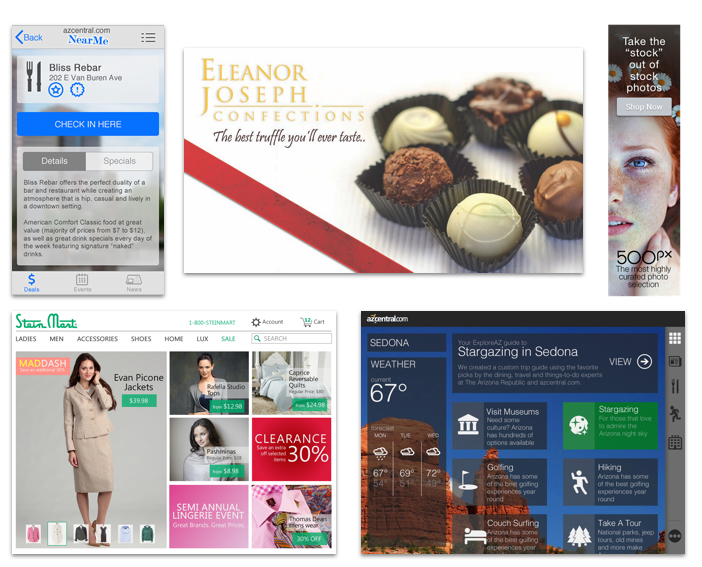 Back
azcentral.com
NearMe
Bliss Rebar
202 E Van Buren Ave
CHECK IN HERE
Details
Specials
Bliss Rebar offers the perfect duality of a
bar and restaurant while creating an
atmosphere that is hip, casual and lively in
a downtown setting.
American Comfort Classic food at great
value (majority of prices from $7 to $12),
as well as great drink specials every day of
the week featuring signature “naked”
drinks.
Deals
Events
News
ELEANOR
JOSEPH
CONFECTIONS
The best truffle you'll ever taste..
Take the
“stock”
out of
stock
photos.
Shop Now
500px
The most highly
curated photo
selection
Stein Mart
1-800-STEINMART
Account
12
Cart
LADIES MEN ACCESSORIES SHOES HOME LUX SALE
SEARCH
MADDASH
Save an additional 30%
Evan Picone
Jackets
$39.98
Rafella Studio
Tops
from $12.98
Caprice
Reversable
Quilts
Regular Price: $80
from $24.98
Pashminas
Regular Price: $38
from $8.98
CLEARANCE
Save an extra
off selected
items
30%
SEMI ANNUAL
LINGERIE EVENT
Great Brands. Great Prices.
Thomas Dean
mens wear
30% OFF
azcentral.com
SEDONA
WEATHER
current
67°
forecast
MON TUE WED
67° 69° 72°
54° 51° 49°
Your ExploreAZ guide to
Stargazing in Sedona
We created a custom trip guide using the favorite
picks by the dining, travel and things-to-do experts
at The Arizona Republic and azcentral.com.
VIEW
Visit Museums
Need some
culture? Arizona
has hundreds of
options available
Stargazing
For those that love
to admire the
Arizona night sky
Golfing
Arizona has some
of the best golfing
experiences year
round
Hiking
Arizona has some
of the best golfing
experiences year
round
Couch Surfing
Arizona has some
of the best golfing
experiences year
Take A Tour
National parks, jeep
tours, old mines
and more make